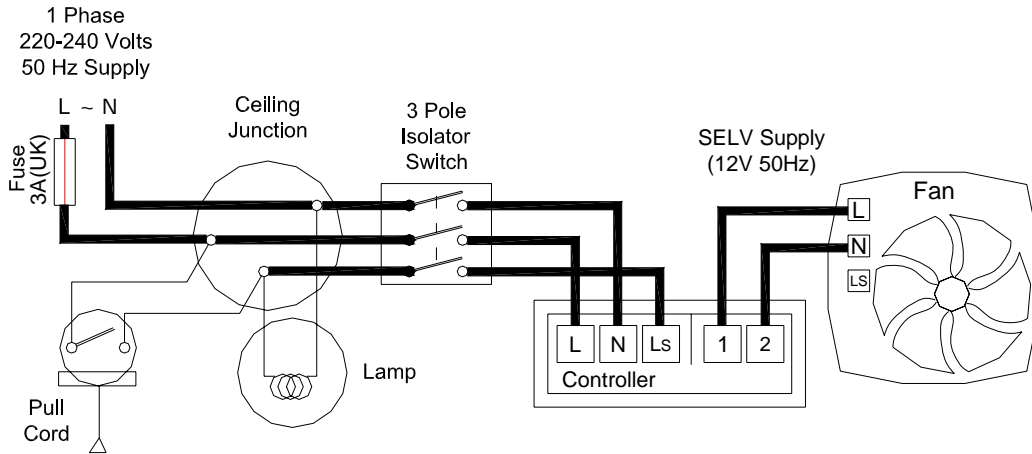 1 Phase
220-240 Volts
50 Hz Supply
L ~ N
Fuse
3A(UK)
Ceiling
Junction
3 Pole
Isolator
Switch
SELV Supply
(12V 50Hz)
Fan
L
N
LS
L N Ls 1 2
Controller
Lamp
Pull
Cord